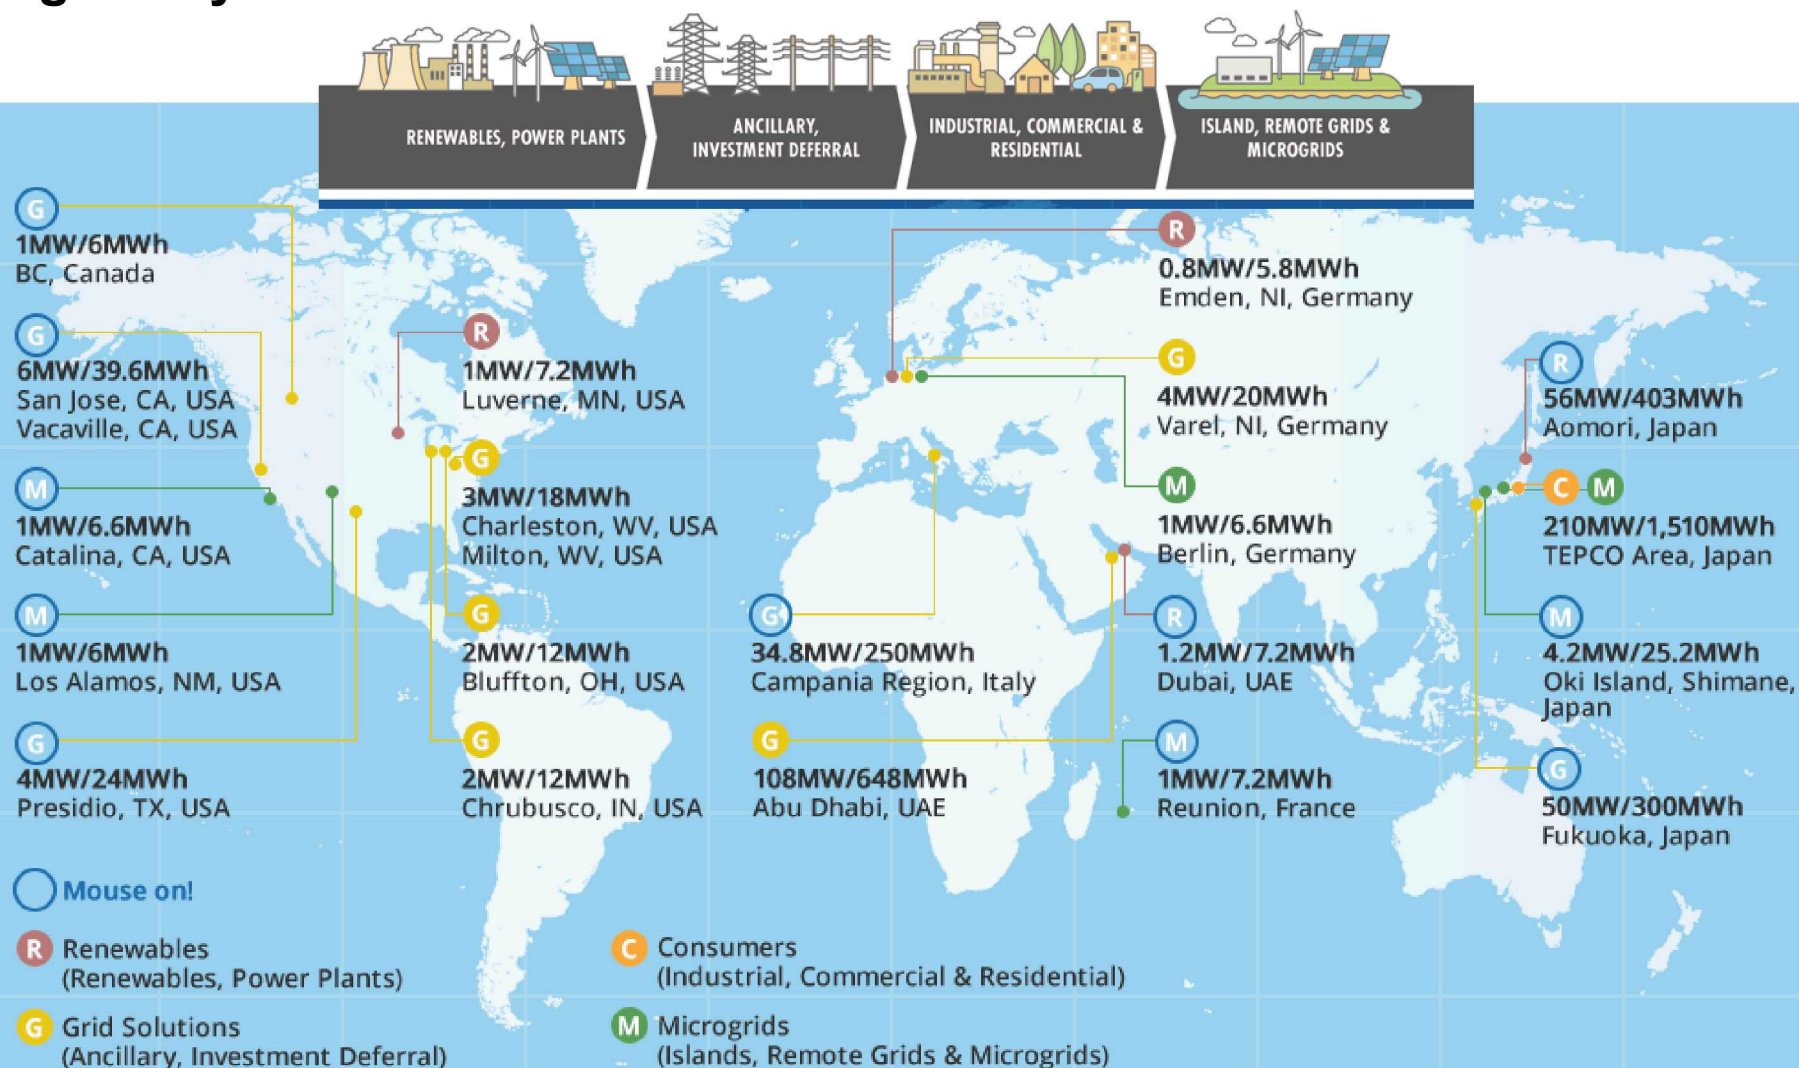 RENEWABLES, POWER PLANTS
ANCILLARY,
INVESTMENT DEFERRAL
INDUSTRIAL, COMMERCIAL &
RESIDENTIAL
ISLAND, REMOTE GRIDS &
MICROGRIDS
G
1MW/6MWh
BC, Canada
G
6MW/39.6MWh
San Jose, CA, USA
Vacaville, CA, USA
M
1MW/6.6MWh
Catalina, CA, USA
M
1MW/6MWh
Los Alamos, NM, USA
G
4MW/24MWh
Presidio, TX, USA
R
1MW/7.2MWh
Luverne, MN, USA
G
3MW/18MWh
Charleston, WV, USA
Milton, WV, USA
G
2MW/12MWh
Bluffton, OH, USA
G
2MW/12MWh
Chrubusco, IN, USA
G
34.8MW/250MWh
Campania Region, Italy
G
108MW/648MWh
Abu Dhabi, UAE
R
0.8MW/5.8MWh
Emden, NI, Germany
G
4MW/20MWh
Varel, NI, Germany
M
1MW/6.6MWh
Berlin, Germany
R
1.2MW/7.2MWh
Dubai, UAE
M
1MW/7.2MWh
Reunion, France
R
56MW/403MWh
Aomori, Japan
C M
210MW/1,510MWh
TEPCO Area, Japan
M
4.2MW/25.2MWh
Oki Island, Shimane,
Japan
G
50MW/300MWh
Fukuoka, Japan
Mouse on!
R Renewables
(Renewables, Power Plants)
G Grid Solutions
(Ancillary, Investment Deferral)
C Consumers
(Industrial, Commercial & Residential)
M Microgrids
(Islands, Remote Grids & Microgrids)